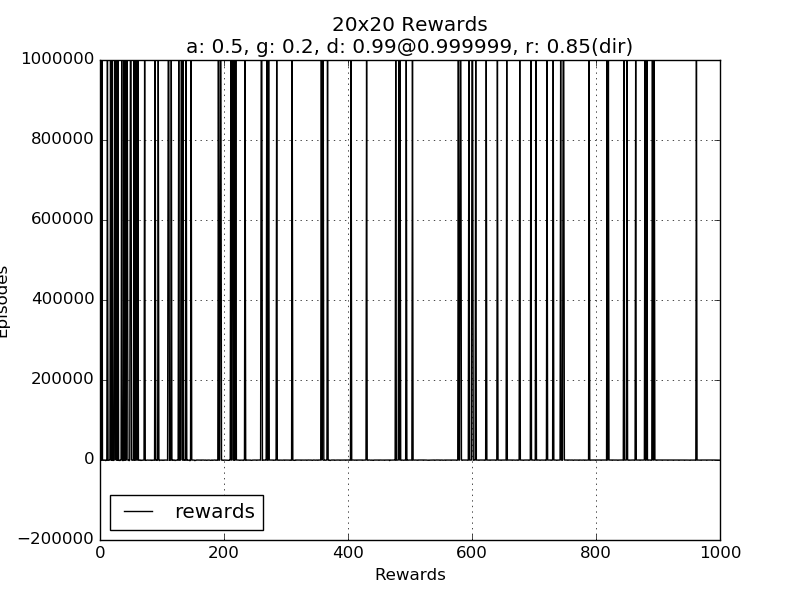 20x20 Rewards
a: 0.5, g: 0.2, d: 0.99@0.999999, r: 0.85(dir)
1000000
800000
600000
400000
200000
0
−200000
Episodes
rewards
0 200 400 600 800 1000
Rewards